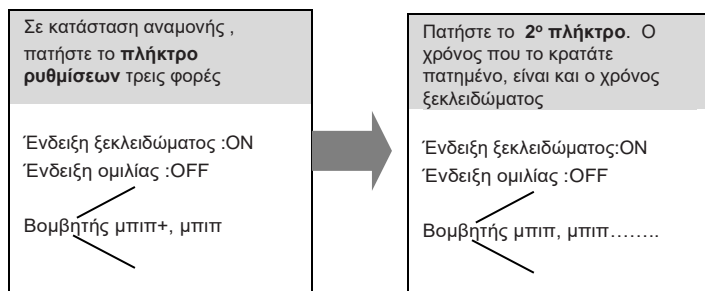 Σε κατάσταση αναμονής ,
πατήστε το πλήκτρο
ρυθμίσεων τρεις φορές
Ένδειξη ξεκλειδώματος :ON
Ένδειξη ομιλίας :OFF
Βομβητής μπιπ+, μπιπ
Πατήστε το 2ο πλήκτρο. Ο
χρόνος που το κρατάτε
πατημένο, είναι και ο χρόνος
ξεκλειδώματος
Ένδειξη ξεκλειδώματος:ON
Ένδειξη ομιλίας :OFF
Βομβητής μπιπ, μπιπ……..